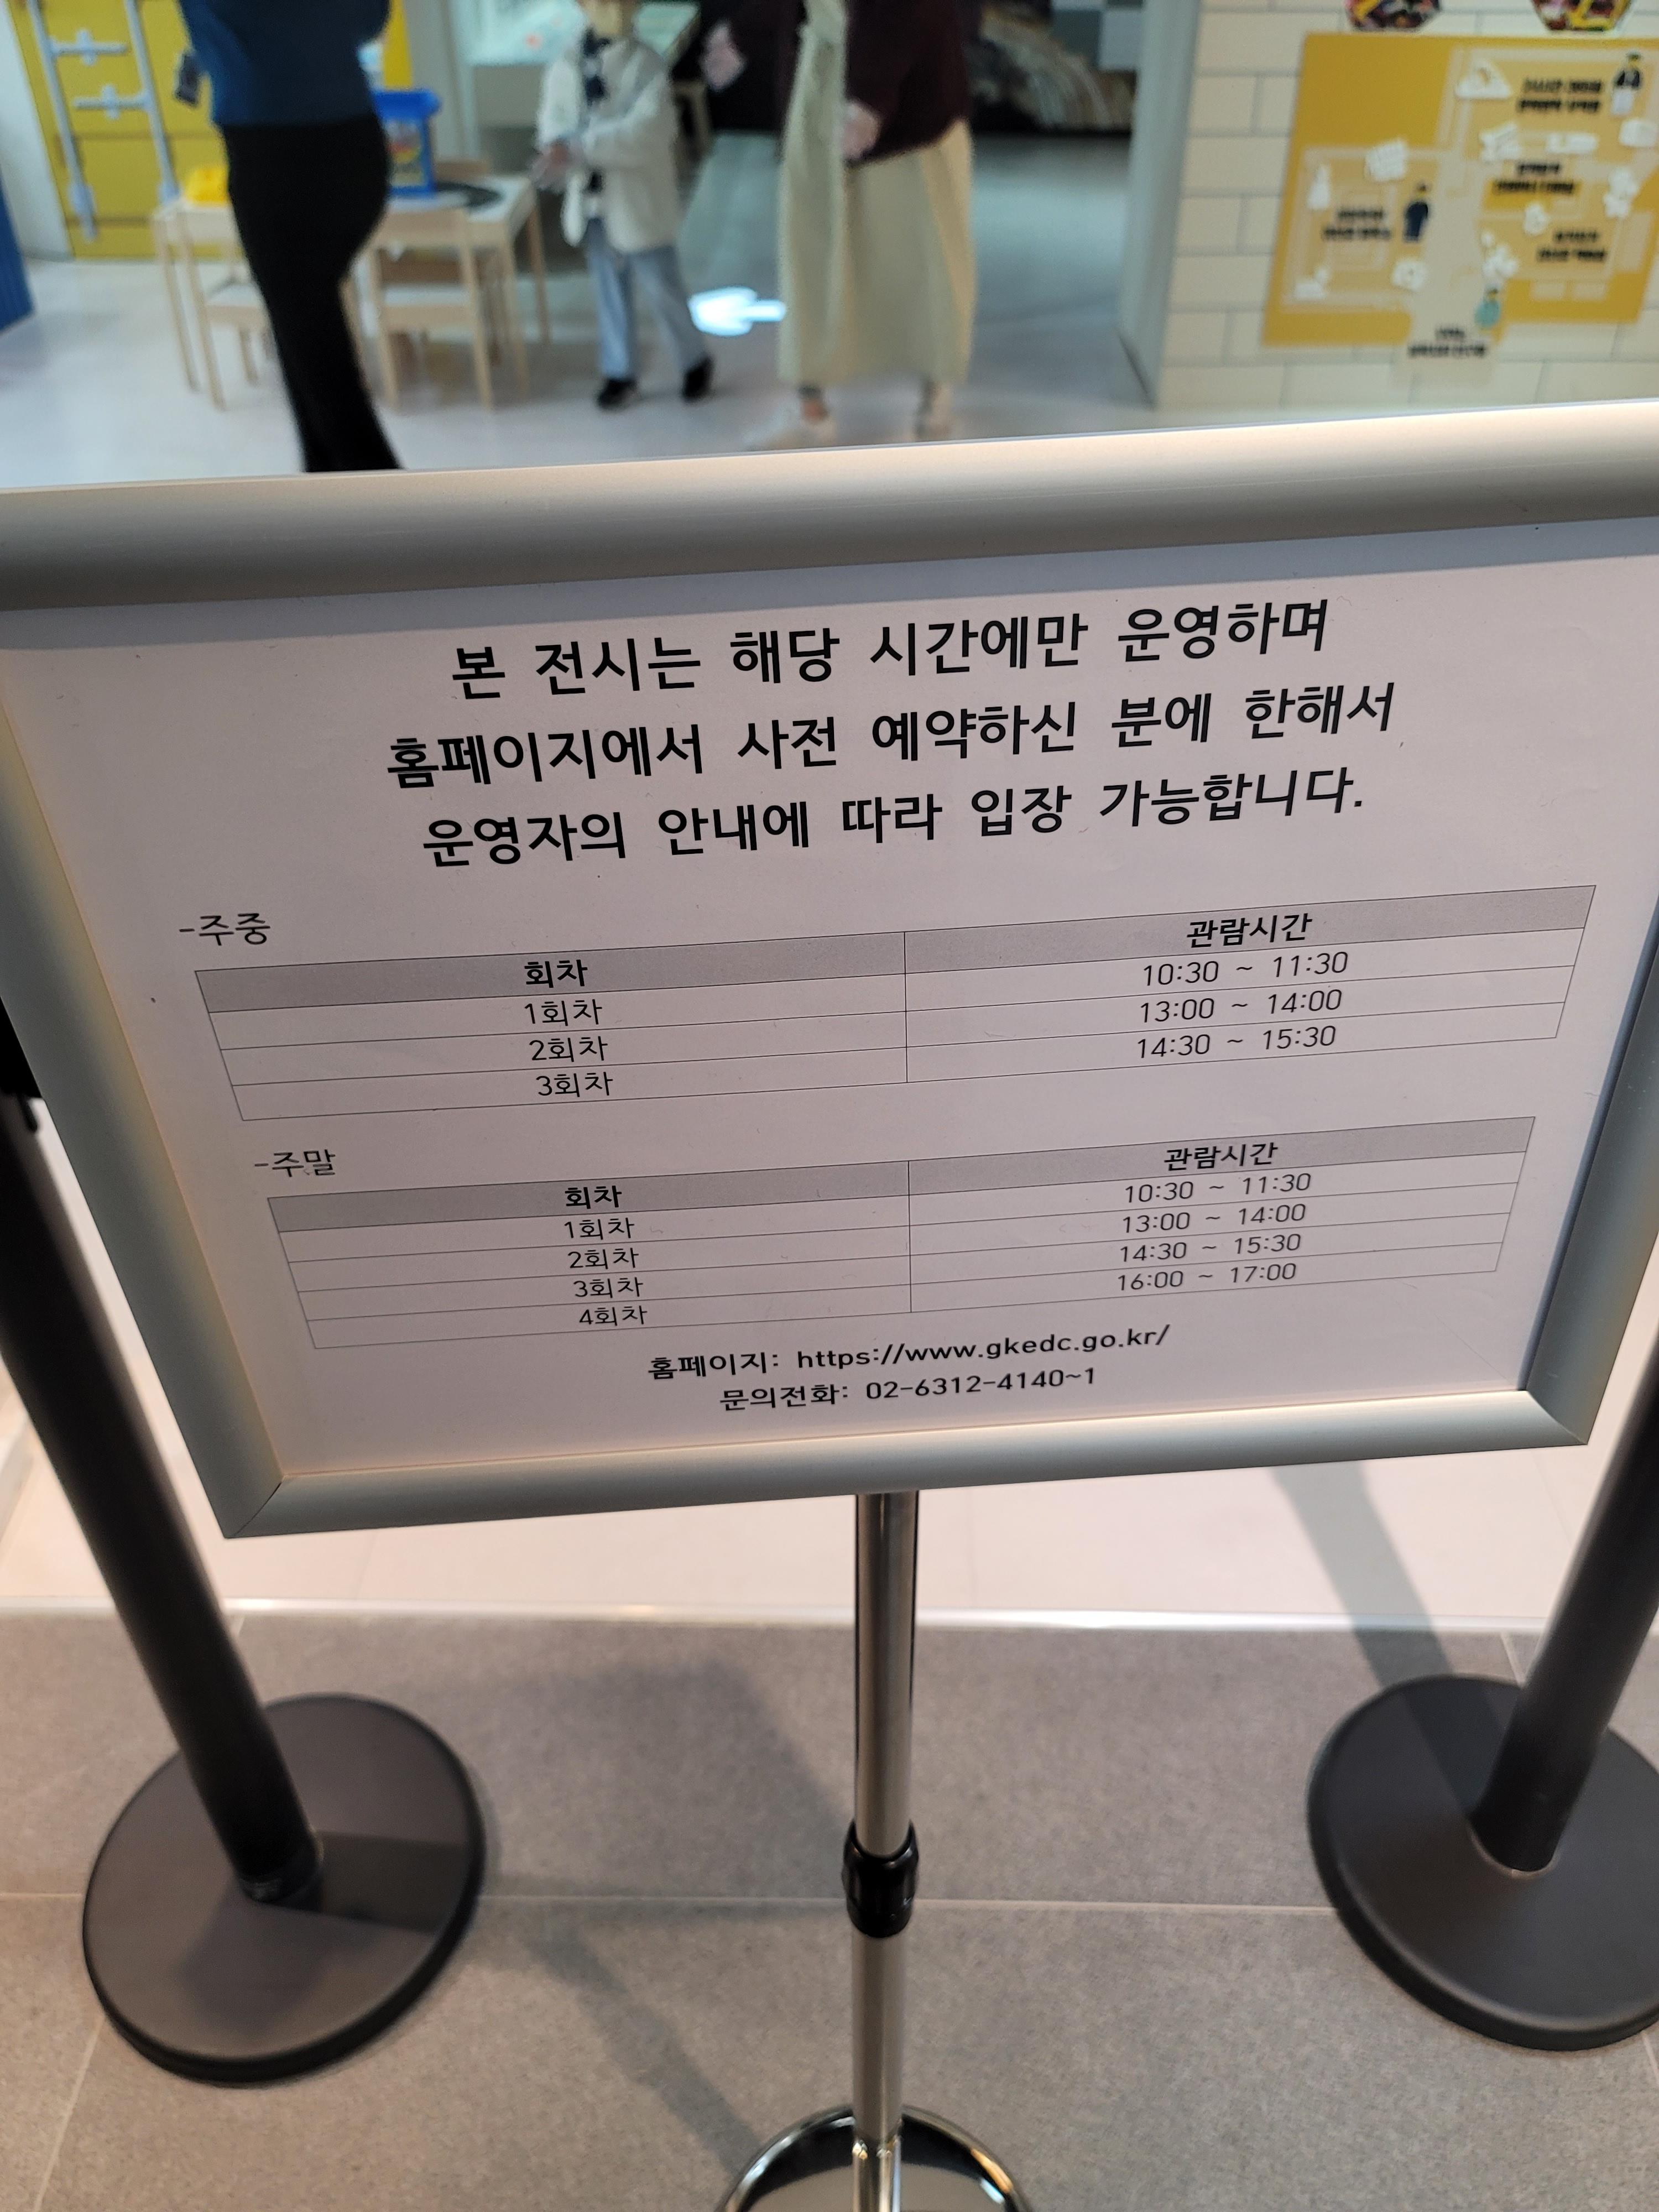 본 전시는 해당 시간에만 운영하며
홈페이지에서 사전 예약하신 분에 한해서
운영자의 안내에 따라 입장 가능합니다.
-주중
회차 관람시간
1회차 10:30 ~ 11:30
2회차 13:00 ~ 14:00
3회차 14:30 ~ 15:30
-주말
회차 관람시간
1회차 10:30 ~ 11:30
2회차 13:00 ~ 14:00
3회차 14:30 ~ 15:30
4회차 16:00 ~ 17:00
홈페이지: https://www.gkedc.go.kr/
문의전화: 02-6312-4140~1